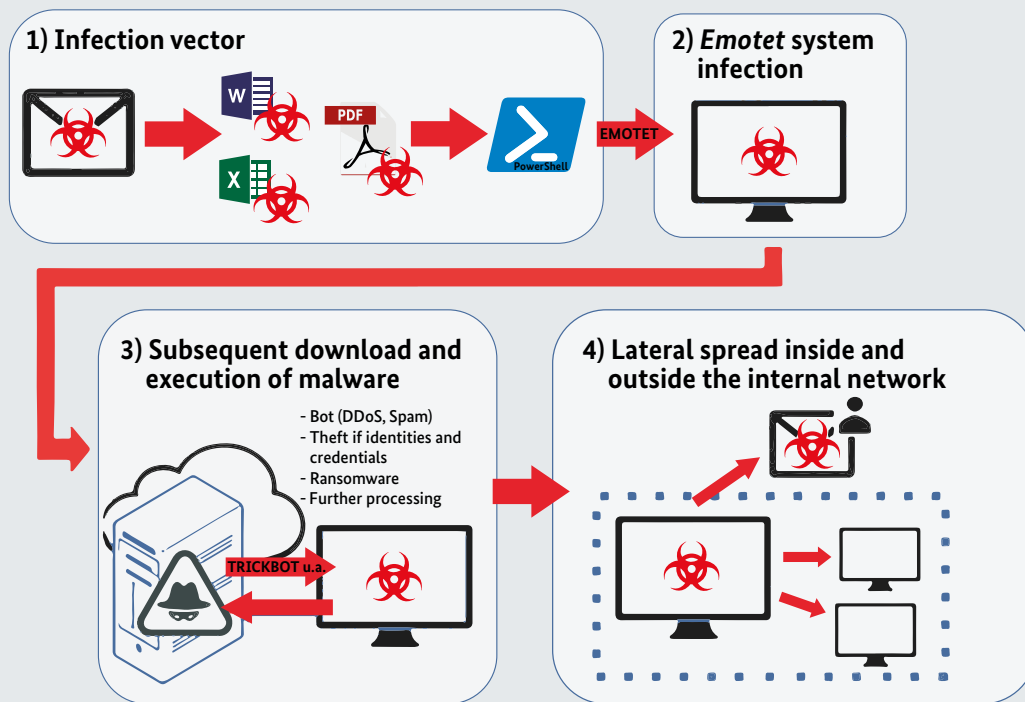 1) Infection vector
W
X
PDF
PowerShell
EMOTET
2) Emotet system
infection
3) Subsequent download and
execution of malware
- Bot (DDoS, Spam)
- Theft if identities and
credentials
- Ransomware
- Further processing
TRICKBOT u.a.
4) Lateral spread inside and
outside the internal network